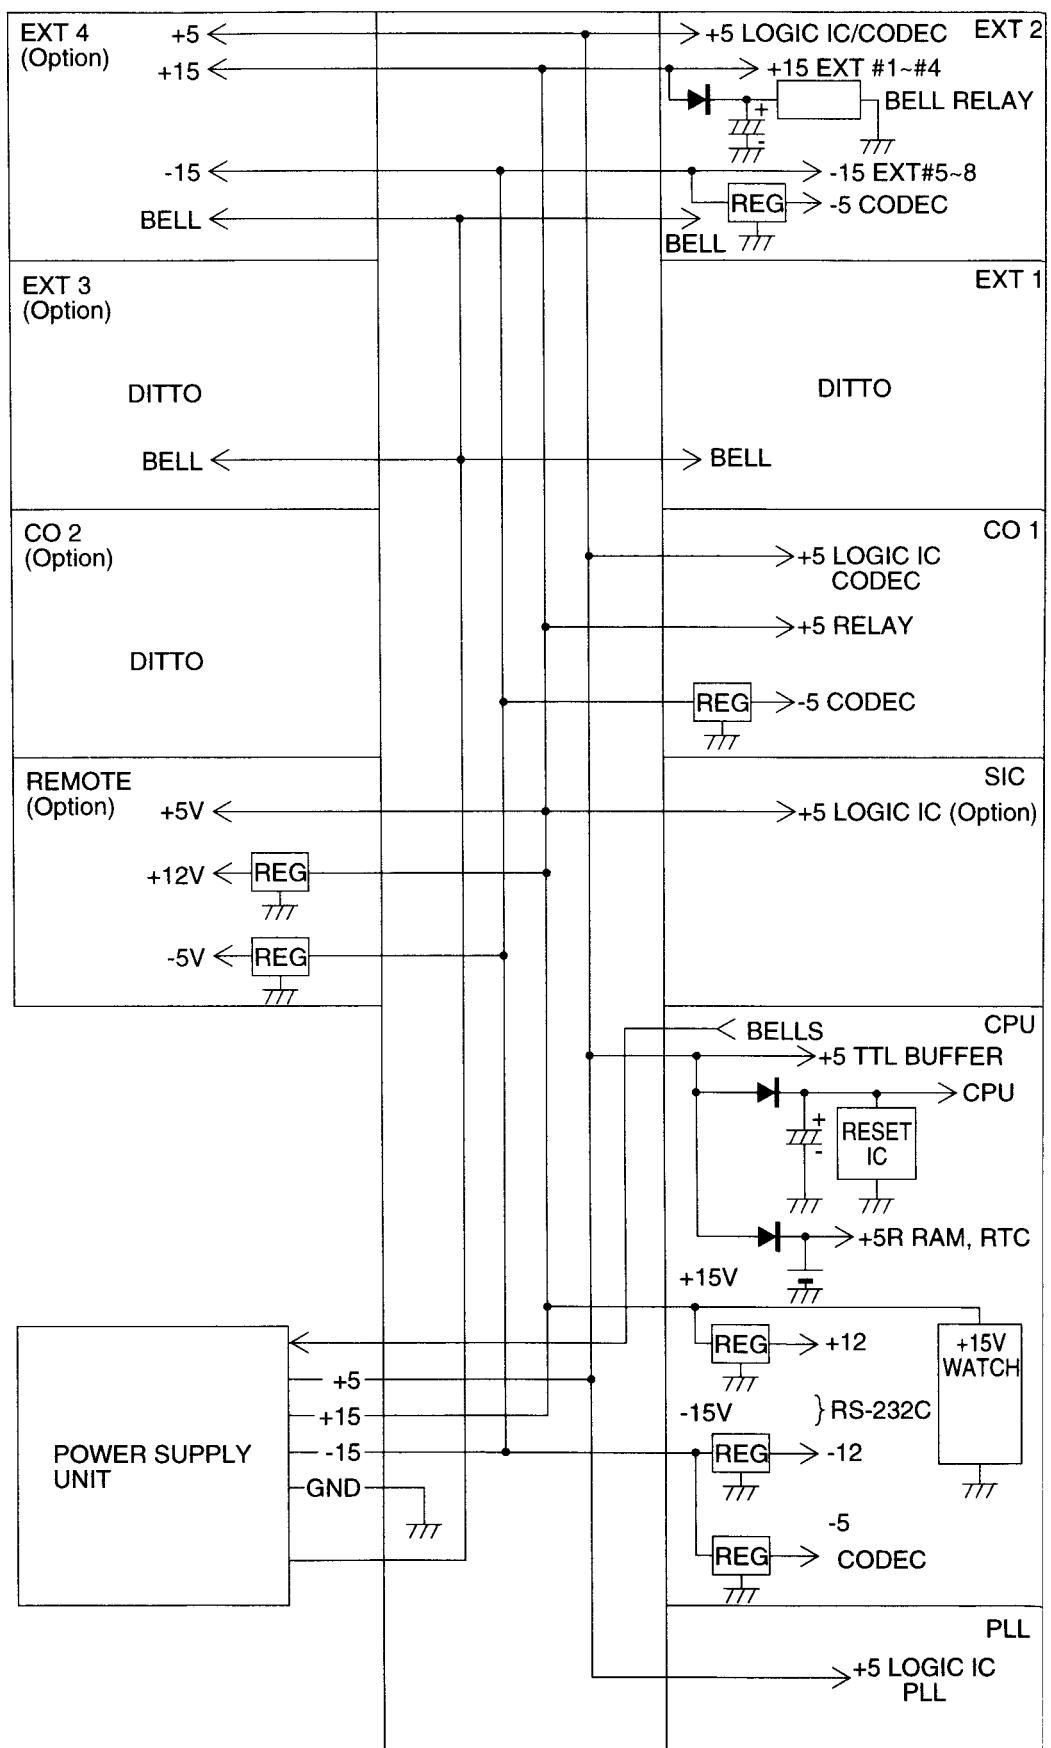 EXT 4
(Option)
+5
+15
-15
BELL
+5 LOGIC IC/CODEC
EXT 2
+15 EXT #1~#4
+
-
BELL RELAY
-15 EXT#5~8
REG
-5 CODEC
BELL
EXT 3
(Option)
DITTO
BELL
EXT 1
DITTO
BELL
CO 2
(Option)
DITTO
CO 1
+5 LOGIC IC
CODEC
+5 RELAY
REG
-5 CODEC
REMOTE
(Option)
+5V
+12V
REG
-5V
REG
SIC
+5 LOGIC IC (Option)
CPU
BELLS
+5 TTL BUFFER
CPU
+
-
RESET
IC
+5R RAM, RTC
+15V
REG
+12
+15V
WATCH
-15V
RS-232C
REG
-12
-5
REG
CODEC
POWER SUPPLY
UNIT
+5
+15
-15
GND
PLL
+5 LOGIC IC
PLL